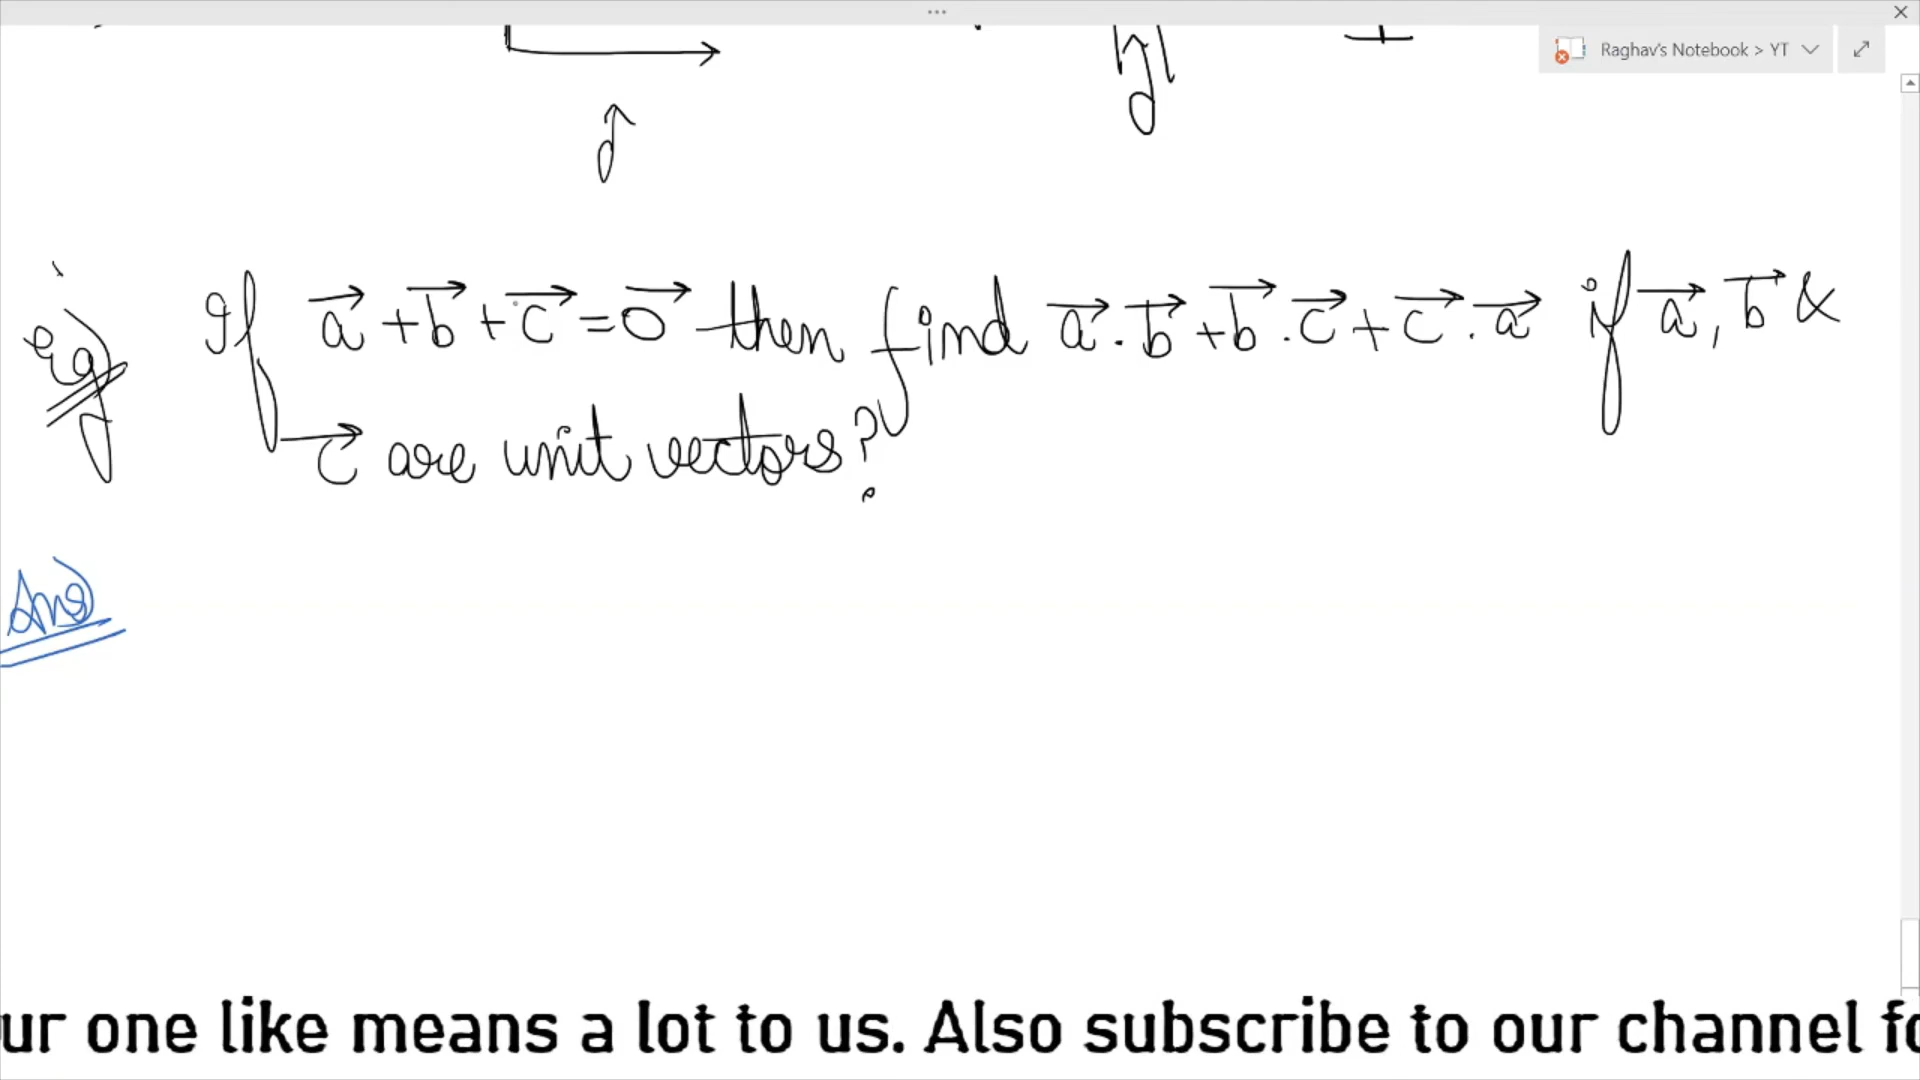 Raghav's Notebook > YT
ĵ
|y|
eg) If a⃗ + b⃗ + c⃗ = 0⃗ then find a⃗ . b⃗ + b⃗ . c⃗ + c⃗ . a⃗ if a⃗, b⃗ &
c⃗ are unit vectors?
Ans)
ur one like means a lot to us. Also subscribe to our channel fo